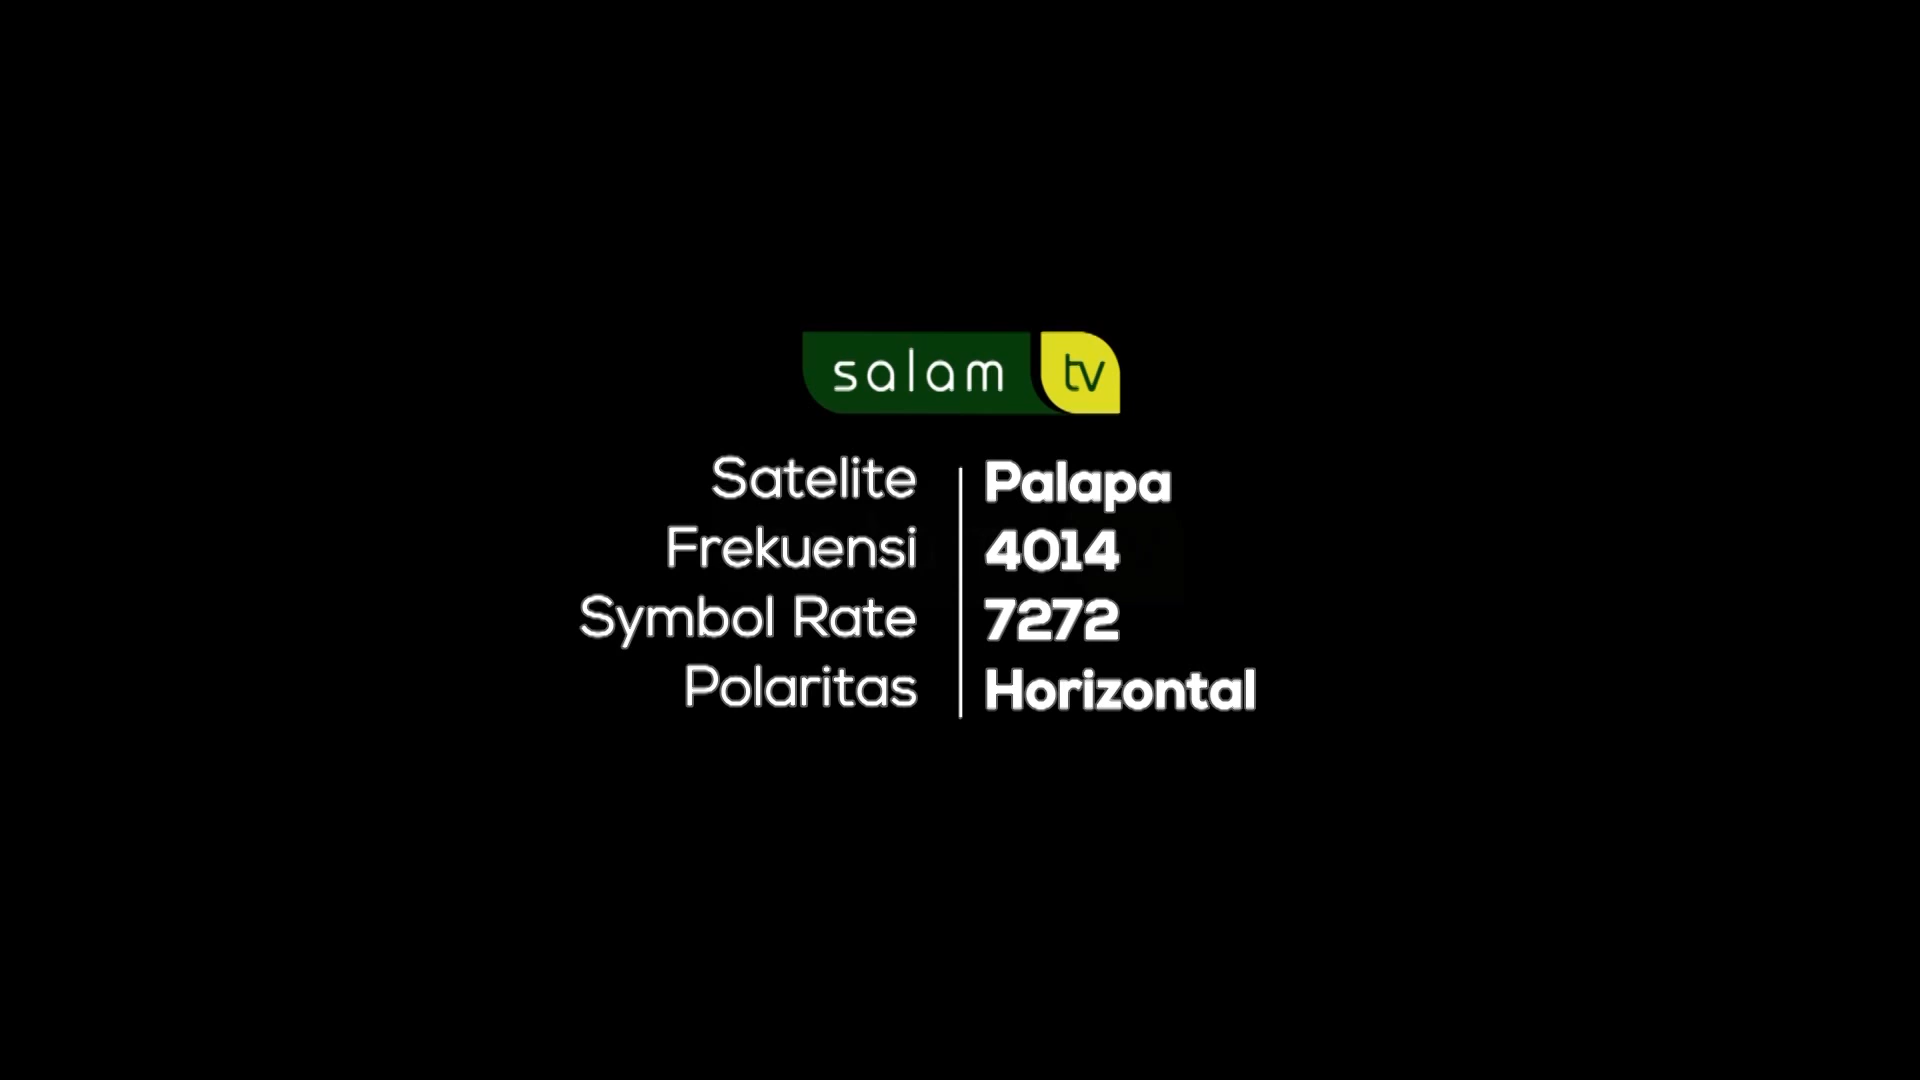 salam tv
Satelite Palapa
Frekuensi 4014
Symbol Rate 7272
Polaritas Horizontal